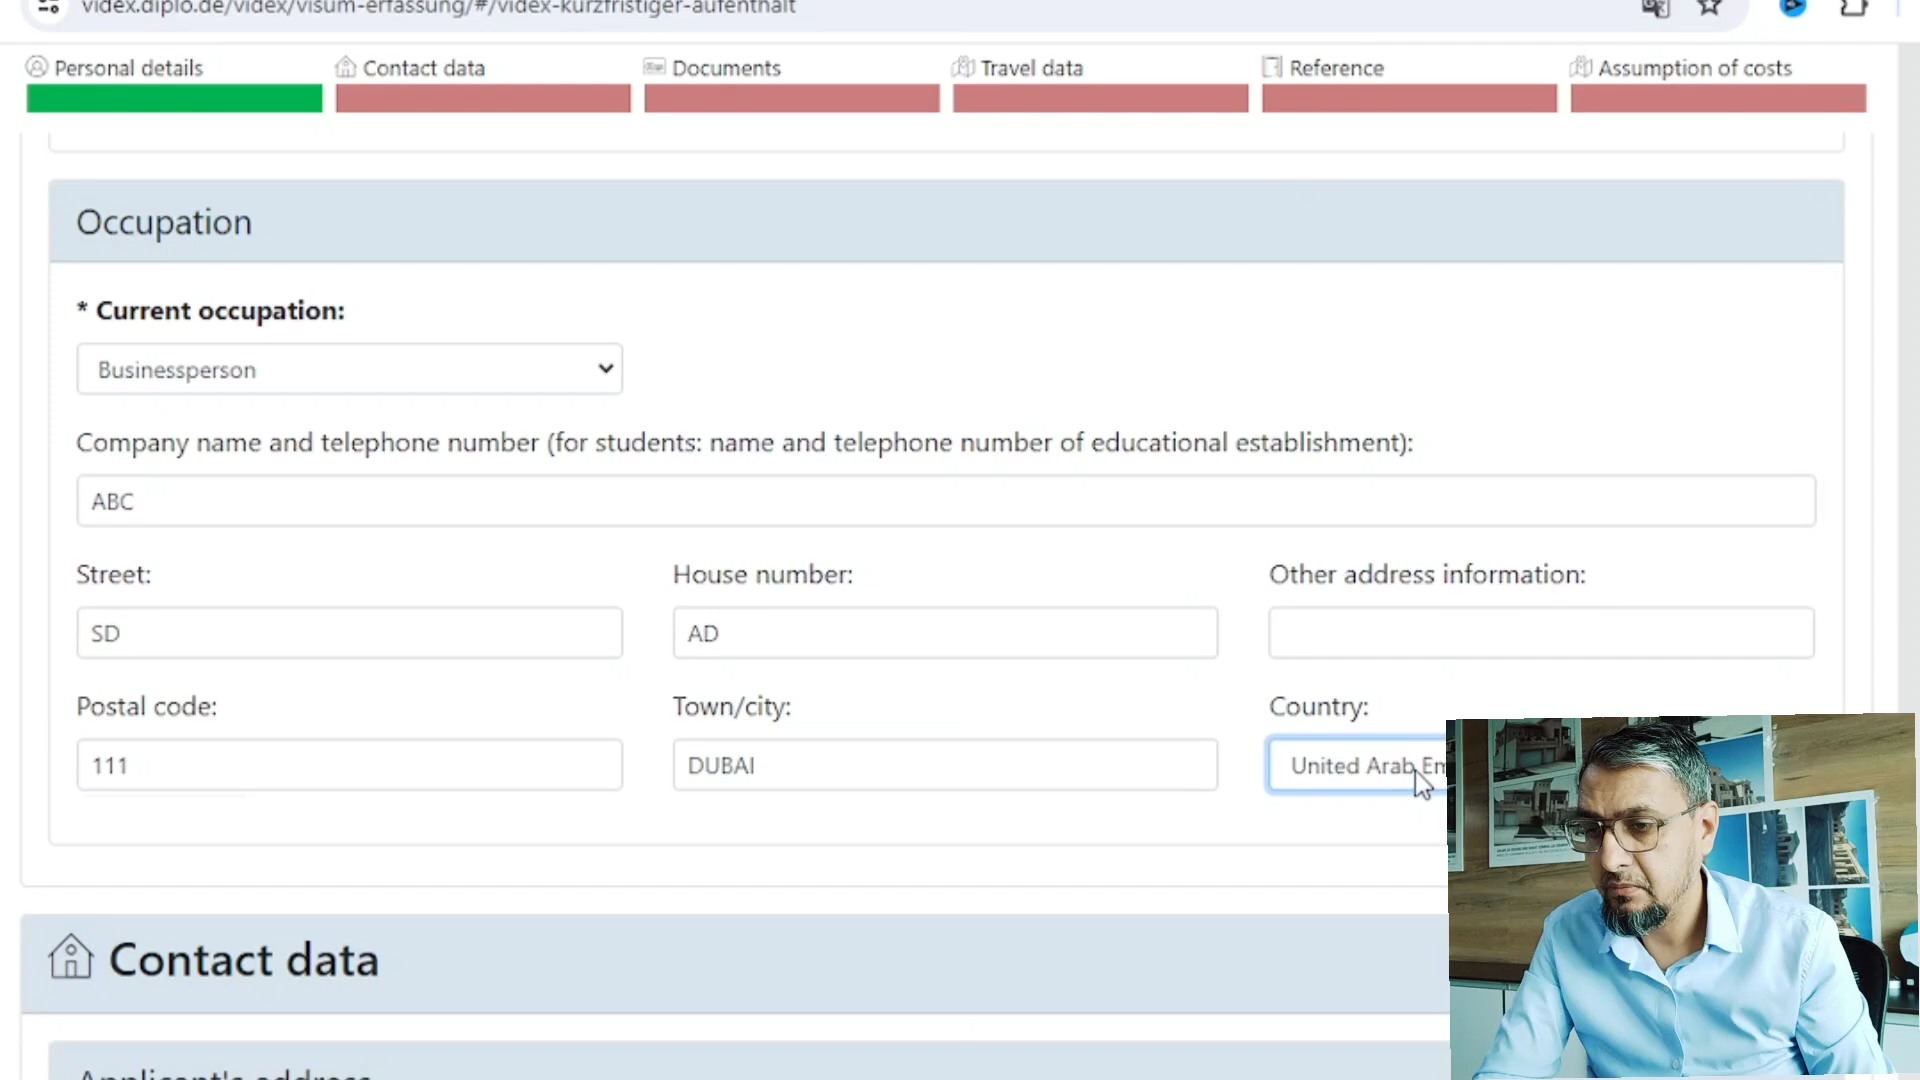 videx.diplo.de/videx/visum-erfassung/#/videx-kurzfristiger-aufenthalt
Personal details
Contact data
Documents
Travel data
Reference
Assumption of costs
Occupation
* Current occupation:
Businessperson
Company name and telephone number (for students: name and telephone number of educational establishment):
ABC
Street:
House number:
Other address information:
SD
AD
Postal code:
Town/city:
Country:
111
DUBAI
United Arab Em
Contact data
Applicant's address